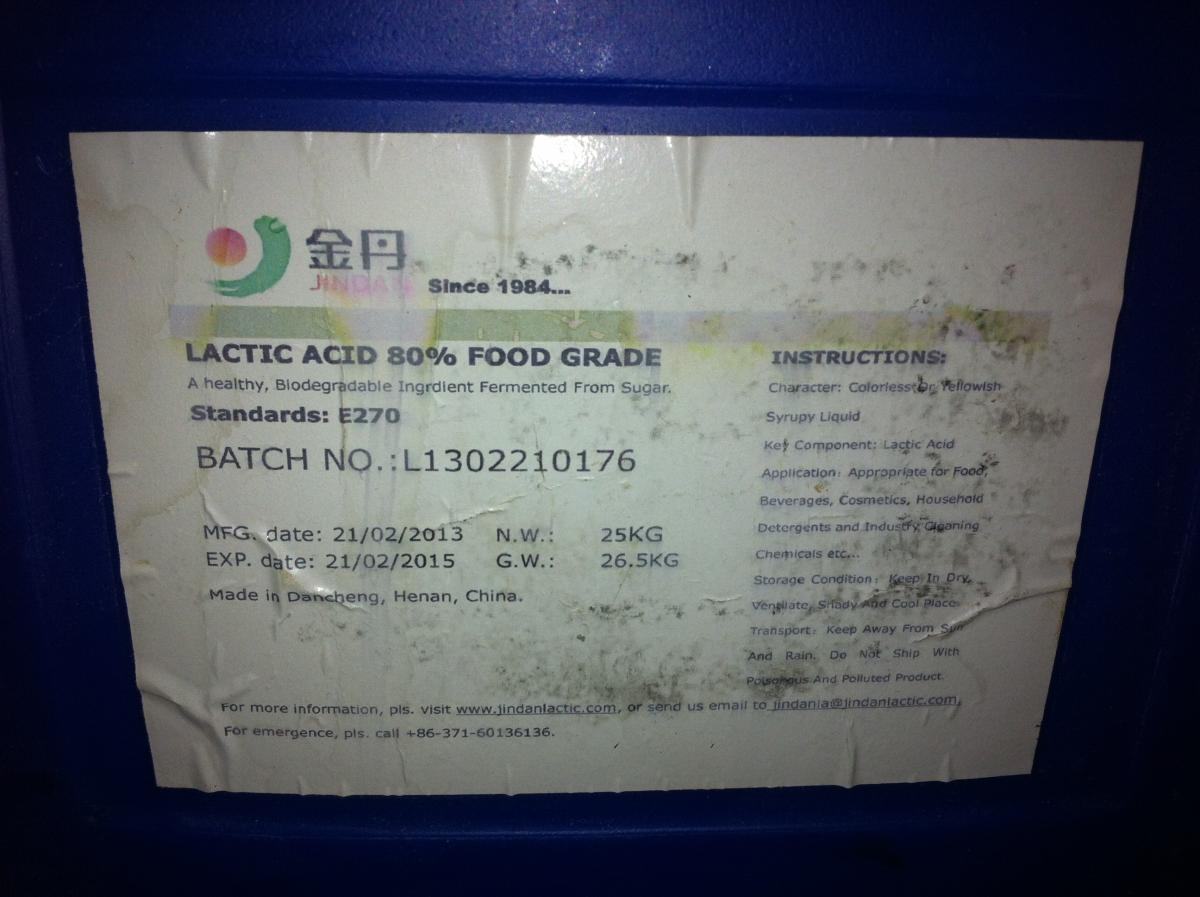 金丹
JINDAN Since 1984...
LACTIC ACID 80% FOOD GRADE
A healthy, Biodegradable Ingrdient Fermented From Sugar.
Standards: E270
BATCH NO.:L1302210176
MFG. date: 21/02/2013 N.W.: 25KG
EXP. date: 21/02/2015 G.W.: 26.5KG
Made in Dancheng, Henan, China.
INSTRUCTIONS:
Character: Colorless Or Yellowish
Syrupy Liquid
Key Component: Lactic Acid
Application: Appropriate for Food,
Beverages, Cosmetics, Household
Detergents and Industry Cleaning
Chemicals etc...
Storage Condition: Keep In Dry,
Ventilate, Shady And Cool Place
Transport: Keep Away From Sun
And Rain. Do Not Ship With
Poisonous And Polluted Product.
For more information, pls. visit www.jindanlactic.com, or send us email to jindanla@jindanlactic.com.
For emergence, pls. call +86-371-60136136.